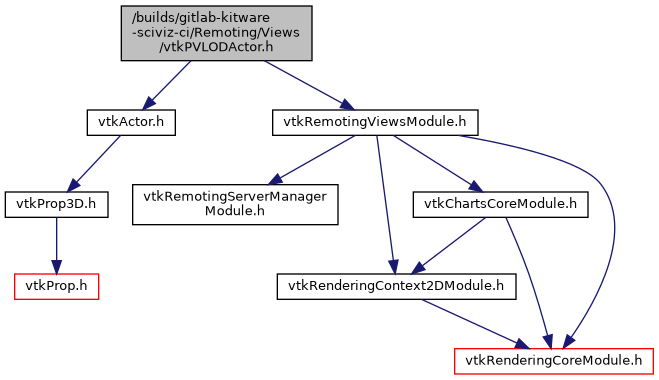 /builds/gitlab-kitware
-sciviz-ci/Remoting/Views
/vtkPVLODActor.h
vtkActor.h
vtkRemotingViewsModule.h
vtkProp3D.h
vtkRemotingServerManager
Module.h
vtkChartsCoreModule.h
vtkProp.h
vtkRenderingContext2DModule.h
vtkRenderingCoreModule.h